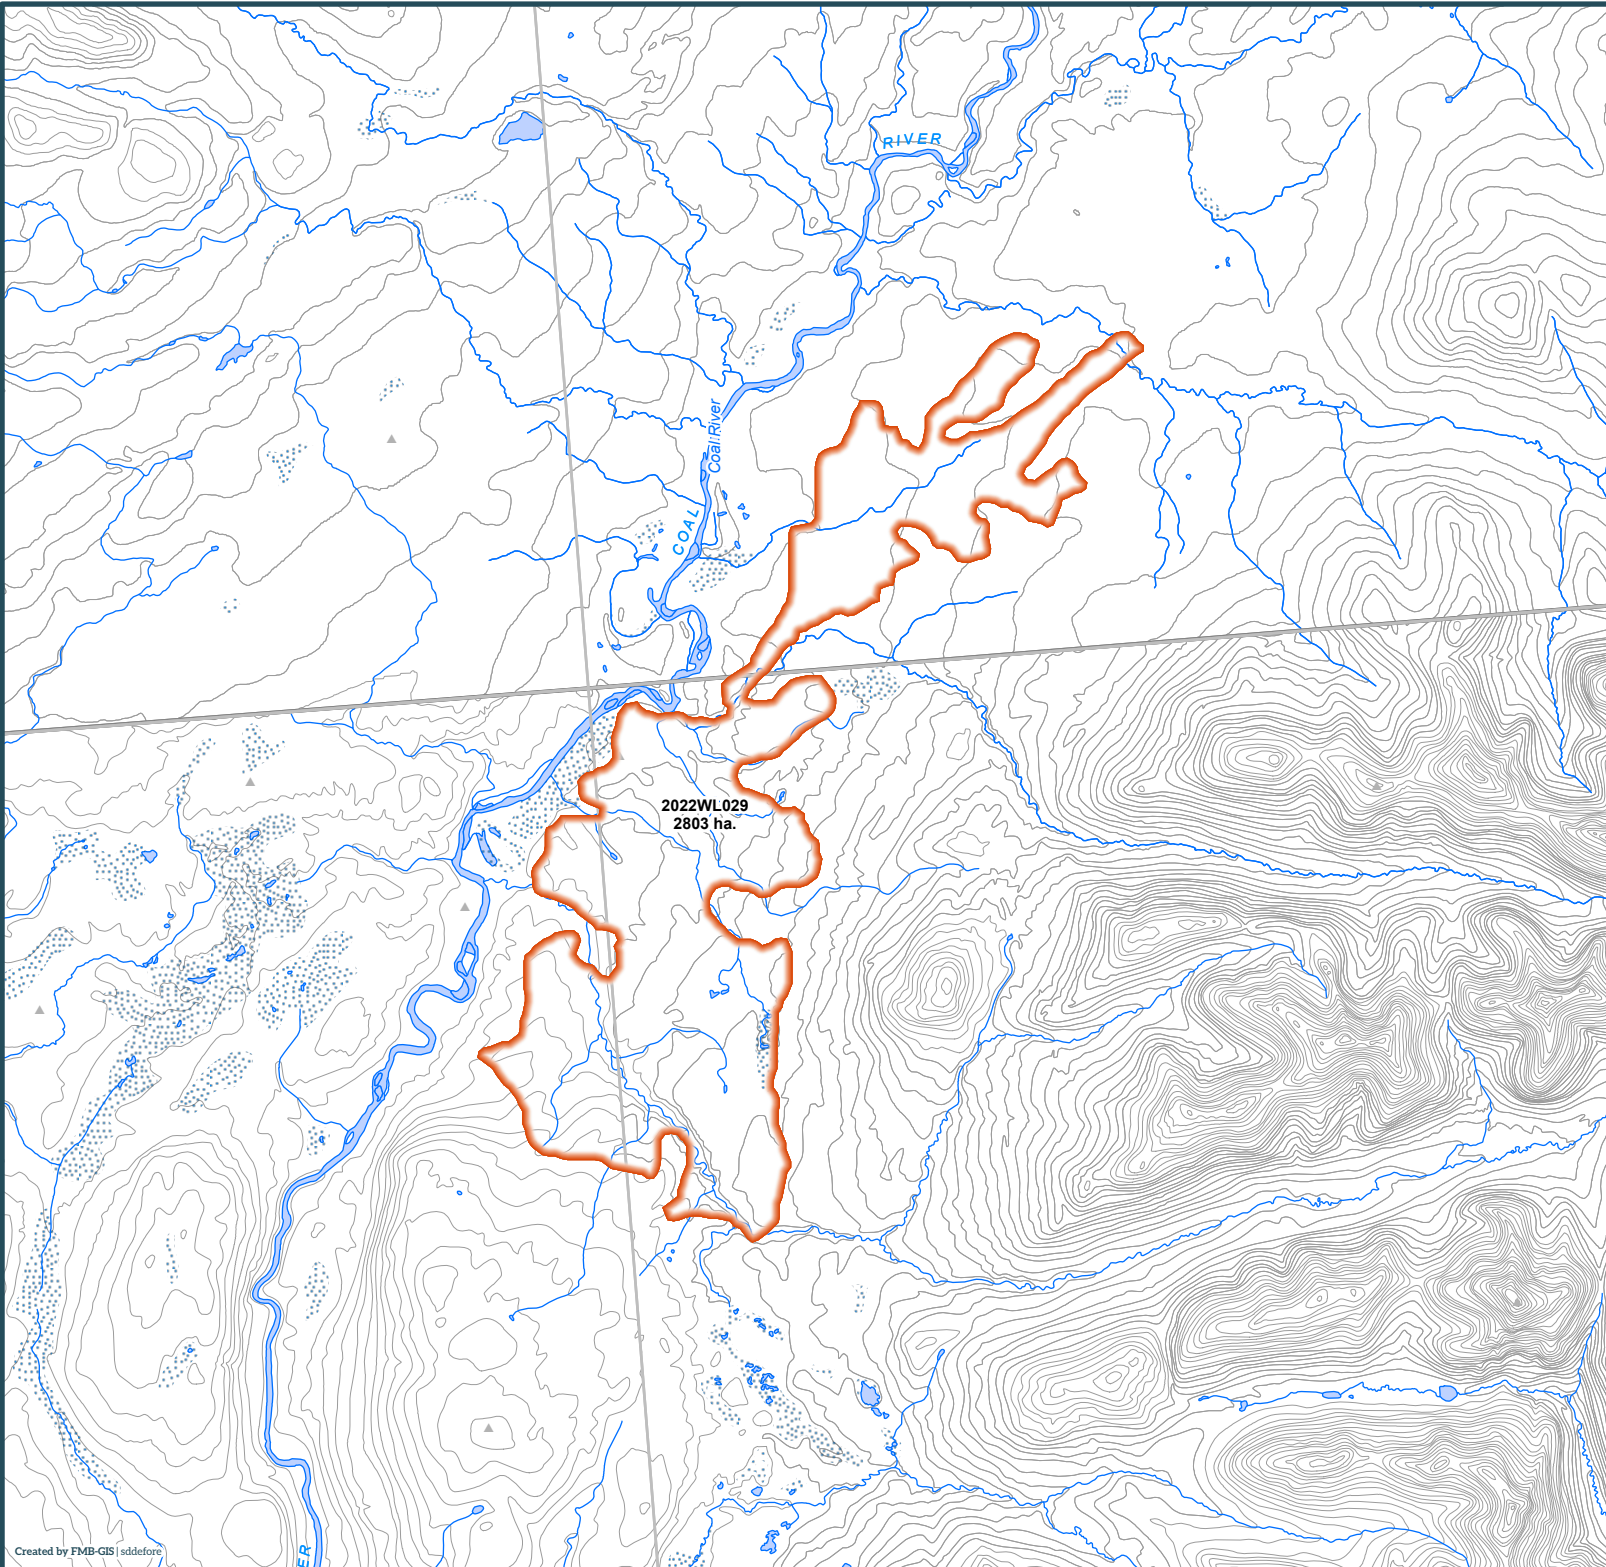 RIVER
Coal River
COAL
2022WL029
2803 ha.
ER
Created by FMB-GIS | sddefore